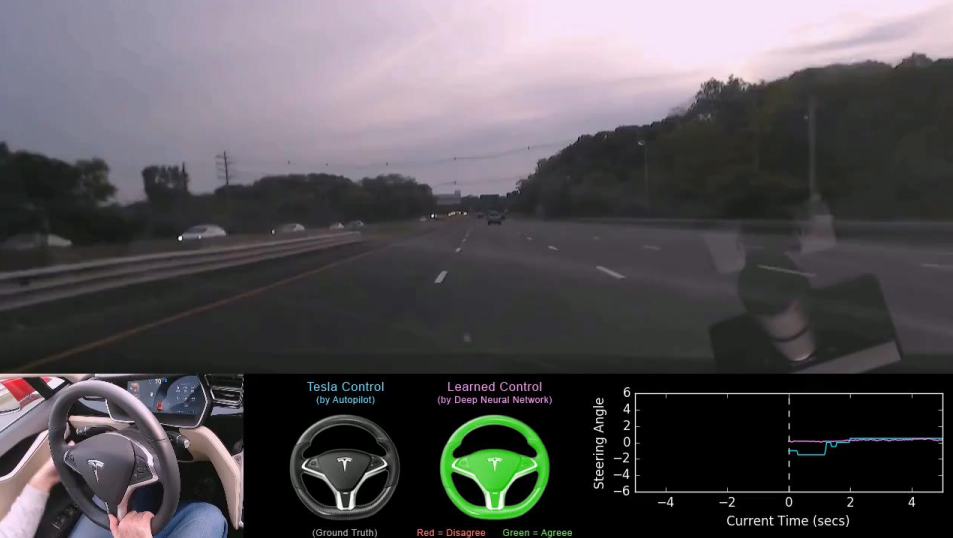 Tesla Control
(by Autopilot)
Learned Control
(by Deep Neural Network)
(Ground Truth)
Red = Disagree
Green = Agreee
Steering Angle
6
4
2
0
−2
−4
−6
−4
−2
0
2
4
Current Time (secs)